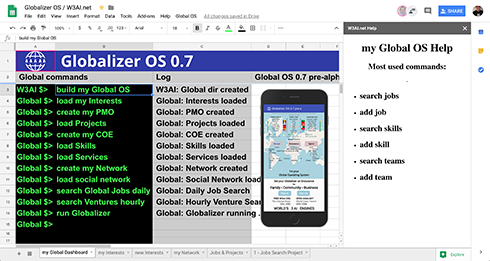 Globalizer OS / W3AI.net
File Edit View Insert Format Data Tools Add-ons Help Global OS All changes saved in Drive
SHARE
build my Global OS
W3AI.net Help
Globalizer OS 0.7
my Global OS Help
Most used commands:
search jobs
add job
search skills
add skill
search teams
add team
Global commands Log Global OS 0.7 pre-alph
W3AI $> build my Global OS W3AI: Global dir created
Global $> load my Interests Global: Interests loaded
Global $> create my PMO Global: PMO created
Global $> load Projects Global: Projects loaded
Global $> create my COE Global: COE created
Global $> load Skills Global: Skills loaded
Global $> load Services Global: Services loaded
Global $> create my Network Global: Network created
Global $> load social network Global: Social Network load
Global $> search Global Jobs daily Global: Daily Job Search
Global $> search Ventures hourly Global: Hourly Venture Sear
Global $> run Globalizer Global: Globalizer running
Global $>
Family - Community - Business
WORLD'S 3 AI ENGINES
my Global Dashboard my Interests new Interests my Network Jobs & Projects 1 - Jobs Search Project
Explore